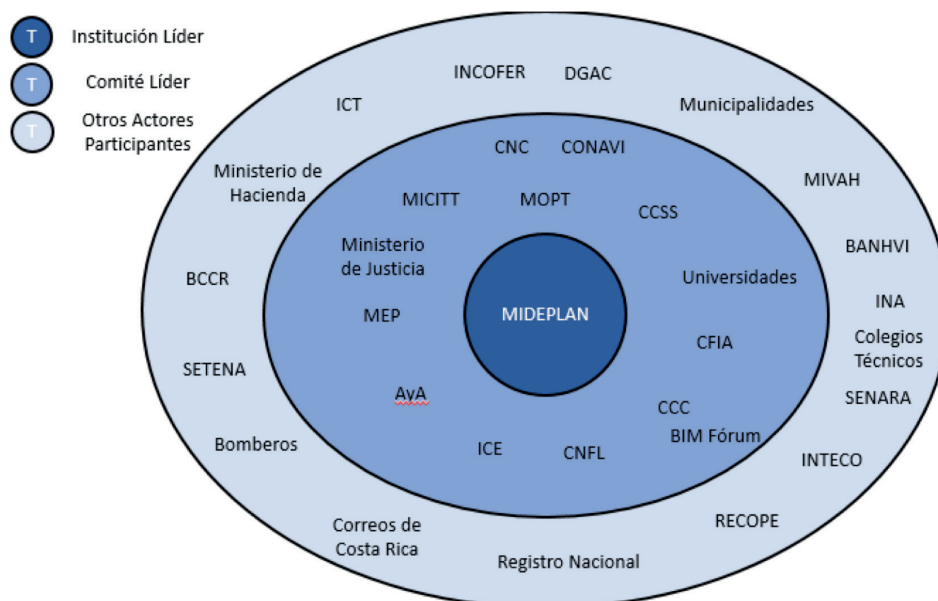 T Institución Líder
T Comité Líder
T Otros Actores
Participantes
INCOFER DGAC
ICT
Municipalidades
CNC CONAVI
Ministerio de
Hacienda
MIVAH
MICITT
MOPT
CCSS
Ministerio
de Justicia
BANHVI
BCCR
Universidades
INA
MEP
MIDEPLAN
CFIA
Colegios
Técnicos
SETENA
AyA
SENARA
CCC
BIM Fórum
Bomberos
ICE
CNFL
INTECO
RECOPE
Correos de
Costa Rica
Registro Nacional